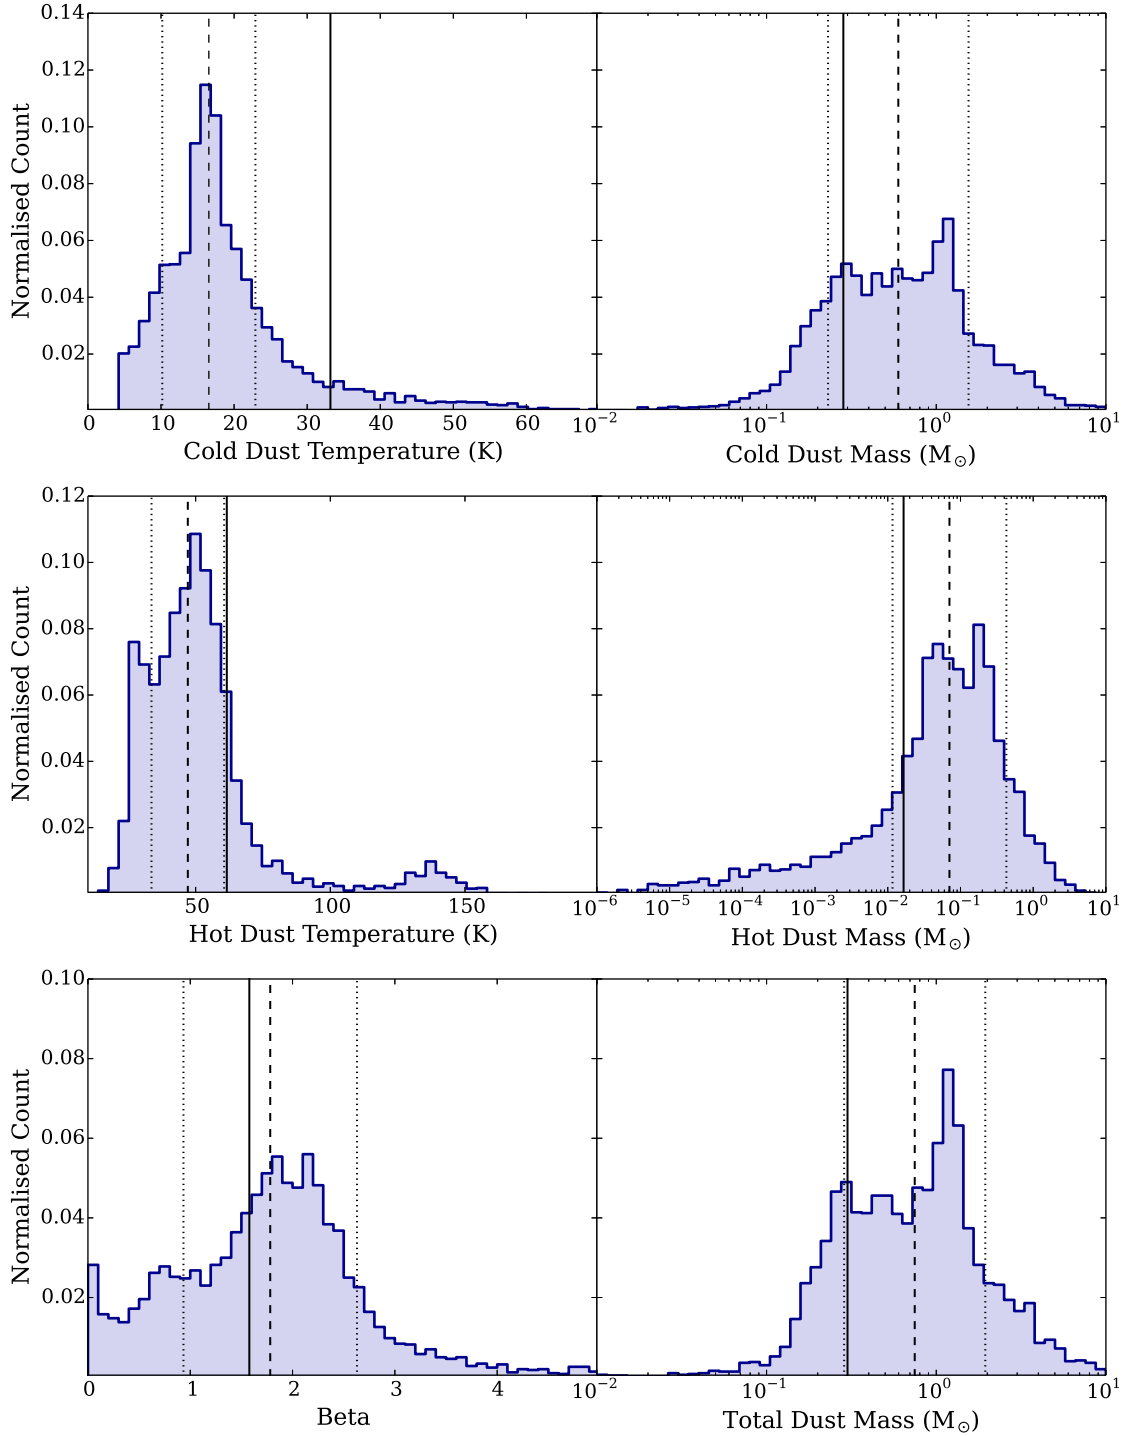 0.14
0.12
0.10
0.08
0.06
0.04
0.02
Normalised Count
0 10 20 30 40 50 60
Cold Dust Temperature (K)
10⁻² 10⁻¹ 10⁰ 10¹
Cold Dust Mass (M⊙)
0.12
0.10
0.08
0.06
0.04
0.02
Normalised Count
50 100 150
Hot Dust Temperature (K)
10⁻⁶ 10⁻⁵ 10⁻⁴ 10⁻³ 10⁻² 10⁻¹ 10⁰ 10¹
Hot Dust Mass (M⊙)
0.10
0.08
0.06
0.04
0.02
Normalised Count
0 1 2 3 4
Beta
10⁻² 10⁻¹ 10⁰ 10¹
Total Dust Mass (M⊙)